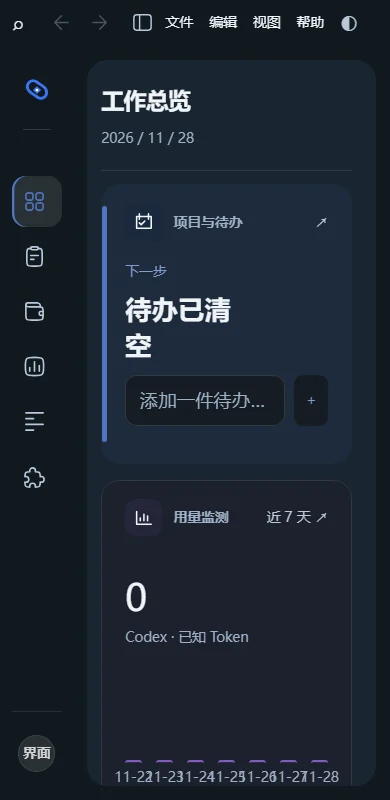 文件 编辑 视图 帮助
工作总览
2026 / 11 / 28
项目与待办
下一步
待办已清
空
添加一件待办...
+
用量监测 近 7 天
0
Codex · 已知 Token
11-22 11-23 11-24 11-25 11-26 11-27 11-28
界面